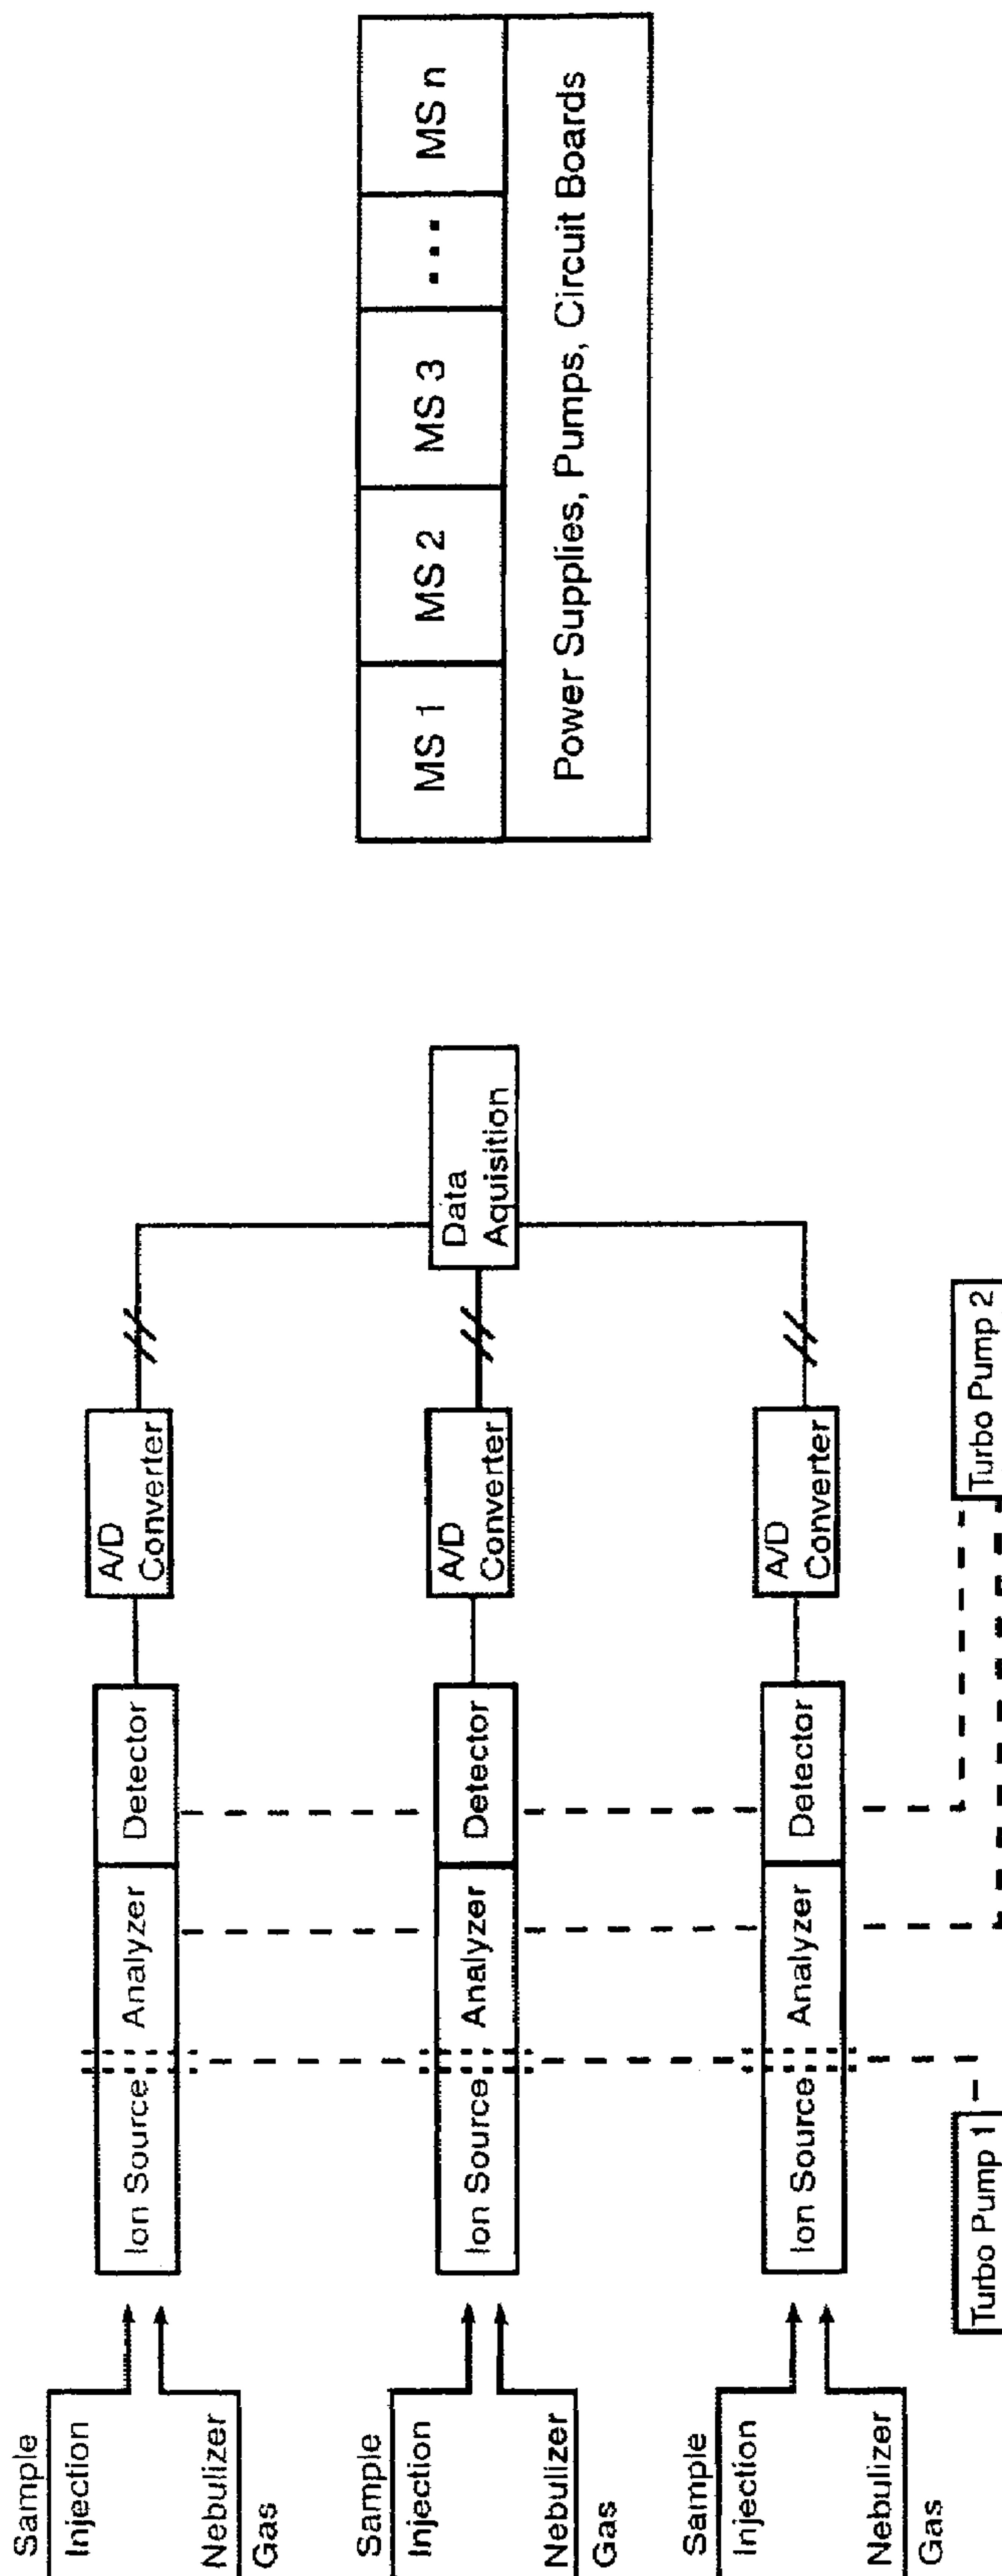 Sample
Injection
Nebulizer
Gas
Ion Source
Analyzer
Detector
A/D
Converter
Sample
Injection
Nebulizer
Gas
Ion Source
Analyzer
Detector
A/D
Converter
Data
Aquisition
Sample
Injection
Nebulizer
Gas
Ion Source
Analyzer
Detector
A/D
Converter
Turbo Pump 1
Turbo Pump 2
MS 1
MS 2
MS 3
...
MS n
Power Supplies, Pumps, Circuit Boards